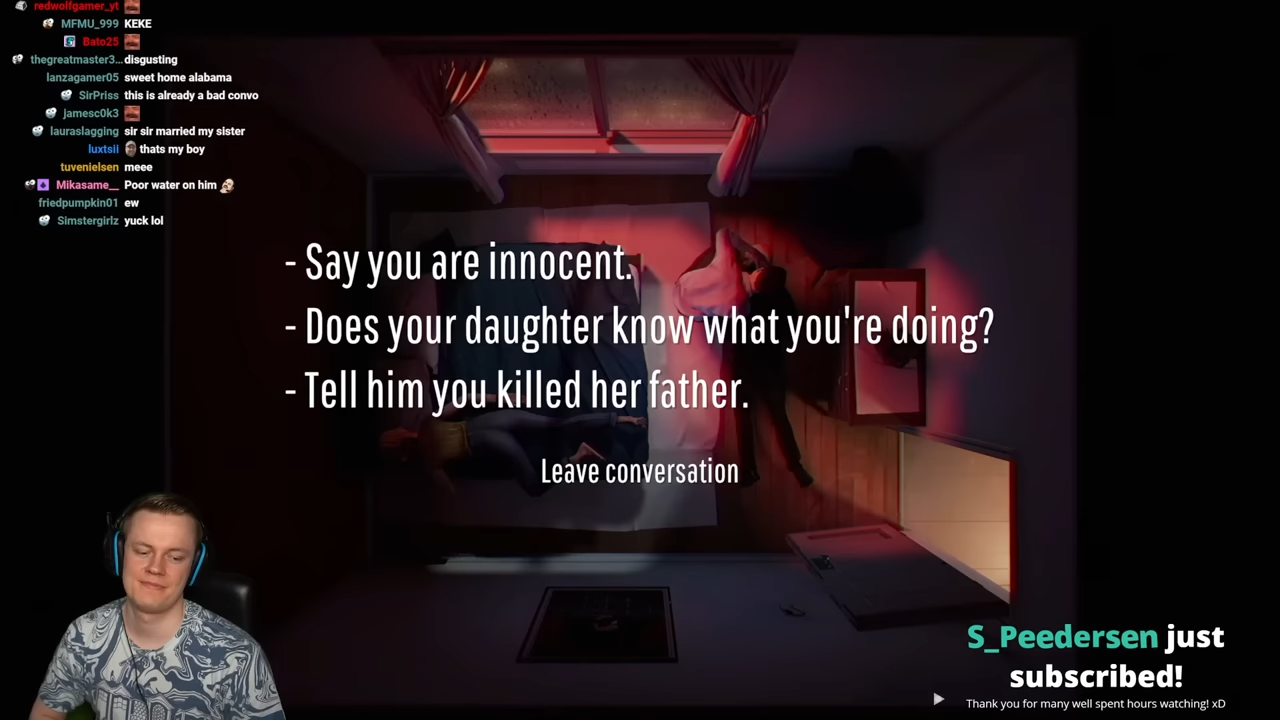 redwolfgamer_yt
MFMU_999 KEKE
Bato25
thegreatmaster3... disgusting
lanzagamer05 sweet home alabama
SirPriss this is already a bad convo
jamesc0k3
lauraslagging sir sir married my sister
luxtsii thats my boy
tuvenielsen meee
Mikasame__ Poor water on him
friedpumpkin01 ew
Simstergirlz yuck lol
- Say you are innocent.
- Does your daughter know what you're doing?
- Tell him you killed her father.
Leave conversation
S_Peedersen just
subscribed!
Thank you for many well spent hours watching! xD